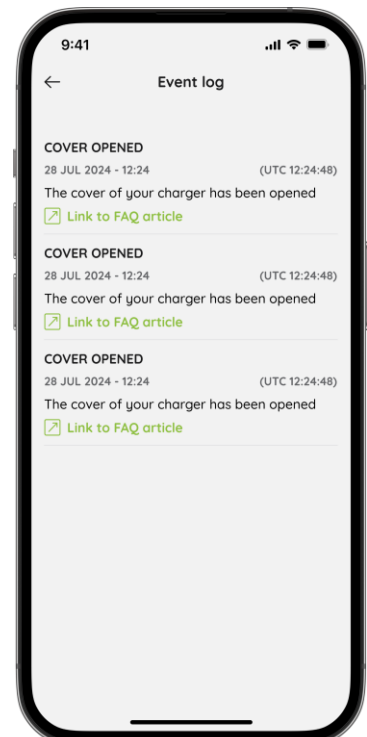 9:41
Event log
COVER OPENED
28 JUL 2024 - 12:24 (UTC 12:24:48)
The cover of your charger has been opened
Link to FAQ article
COVER OPENED
28 JUL 2024 - 12:24 (UTC 12:24:48)
The cover of your charger has been opened
Link to FAQ article
COVER OPENED
28 JUL 2024 - 12:24 (UTC 12:24:48)
The cover of your charger has been opened
Link to FAQ article